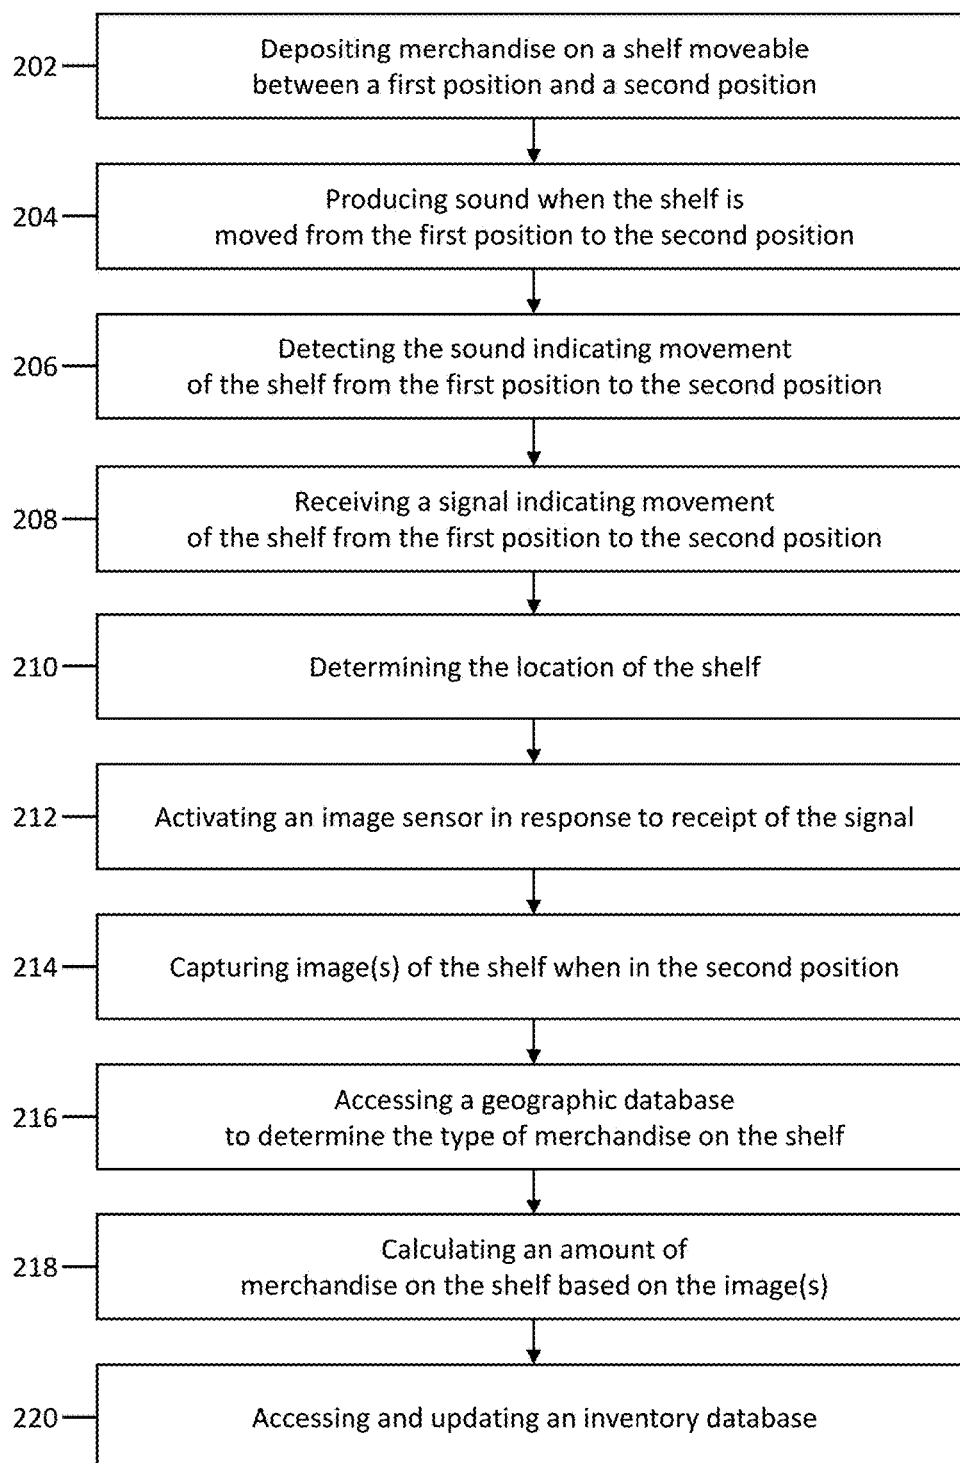 202
Depositing merchandise on a shelf moveable
between a first position and a second position
204
Producing sound when the shelf is
moved from the first position to the second position
206
Detecting the sound indicating movement
of the shelf from the first position to the second position
208
Receiving a signal indicating movement
of the shelf from the first position to the second position
210
Determining the location of the shelf
212
Activating an image sensor in response to receipt of the signal
214
Capturing image(s) of the shelf when in the second position
216
Accessing a geographic database
to determine the type of merchandise on the shelf
218
Calculating an amount of
merchandise on the shelf based on the image(s)
220
Accessing and updating an inventory database